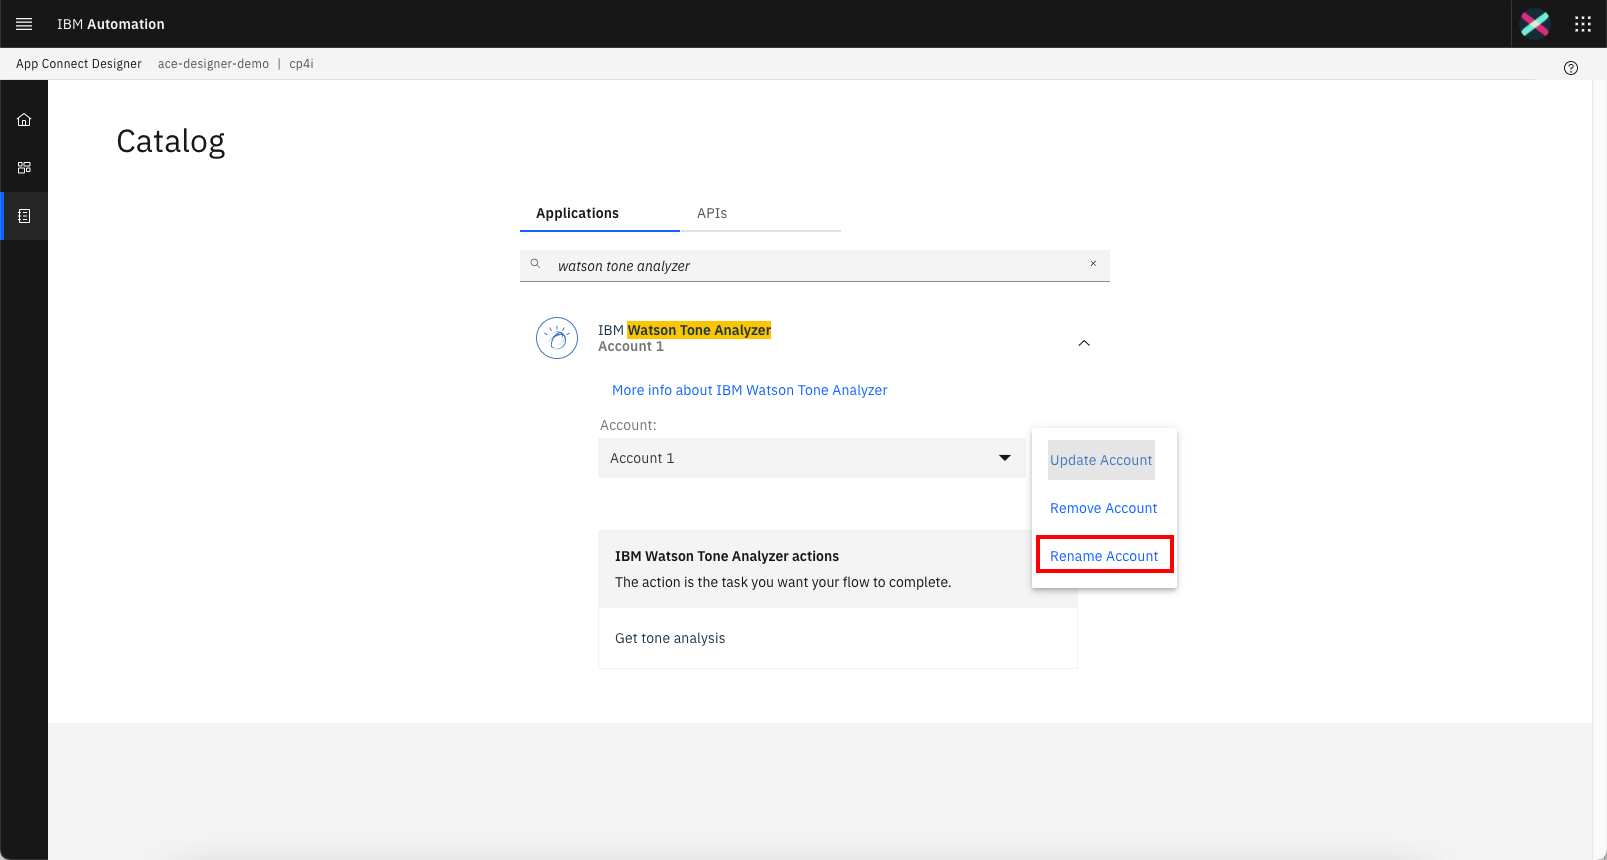 IBM Automation
App Connect Designer ace-designer-demo | cp4i
Catalog
Applications APIs
watson tone analyzer
IBM Watson Tone Analyzer
Account 1
More info about IBM Watson Tone Analyzer
Account:
Account 1
Update Account
Remove Account
Rename Account
IBM Watson Tone Analyzer actions
The action is the task you want your flow to complete.
Get tone analysis